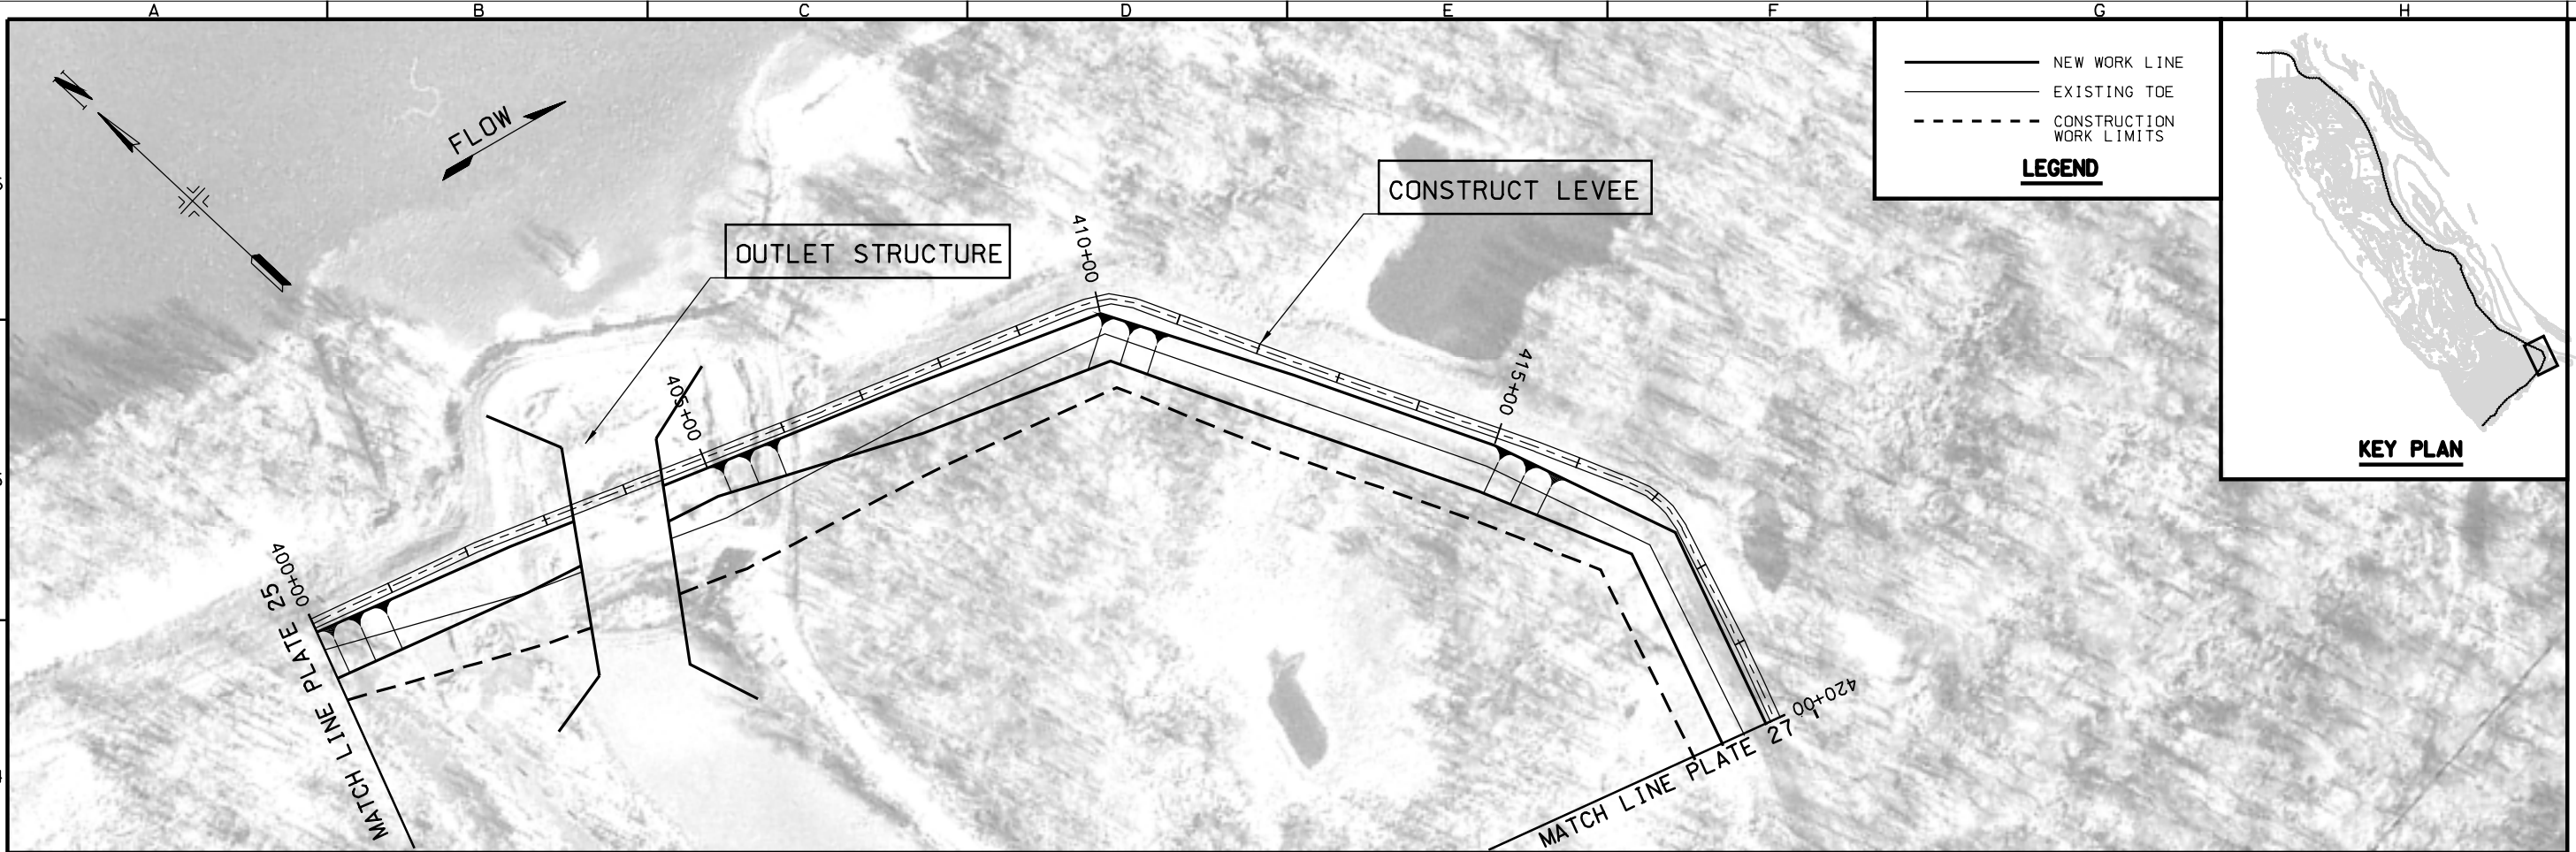 A B C D E F G H
N
FLOW
OUTLET STRUCTURE
CONSTRUCT LEVEE
NEW WORK LINE
EXISTING TOE
CONSTRUCTION
WORK LIMITS
LEGEND
KEY PLAN
400+00
405+00
410+00
415+00
420+00
MATCH LINE PLATE 25
MATCH LINE PLATE 27